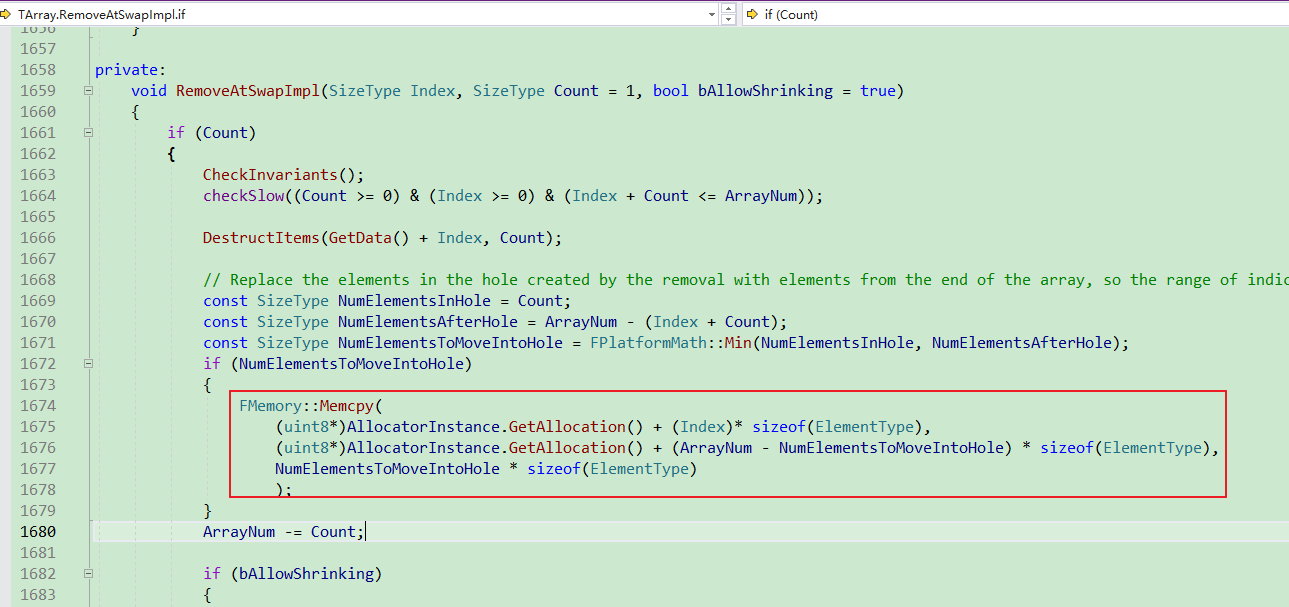 TArray.RemoveAtSwapImpl.if
if (Count)
1656 }
1657
1658 private:
1659 void RemoveAtSwapImpl(SizeType Index, SizeType Count = 1, bool bAllowShrinking = true)
1660 {
1661 if (Count)
1662 {
1663 CheckInvariants();
1664 checkSlow((Count >= 0) & (Index >= 0) & (Index + Count <= ArrayNum));
1665
1666 DestructItems(GetData() + Index, Count);
1667
1668 // Replace the elements in the hole created by the removal with elements from the end of the array, so the range of indic
1669 const SizeType NumElementsInHole = Count;
1670 const SizeType NumElementsAfterHole = ArrayNum - (Index + Count);
1671 const SizeType NumElementsToMoveIntoHole = FPlatformMath::Min(NumElementsInHole, NumElementsAfterHole);
1672 if (NumElementsToMoveIntoHole)
1673 {
1674 FMemory::Memcpy(
1675 (uint8*)AllocatorInstance.GetAllocation() + (Index)* sizeof(ElementType),
1676 (uint8*)AllocatorInstance.GetAllocation() + (ArrayNum - NumElementsToMoveIntoHole) * sizeof(ElementType),
1677 NumElementsToMoveIntoHole * sizeof(ElementType)
1678 );
1679 }
1680 ArrayNum -= Count;
1681
1682 if (bAllowShrinking)
1683 {